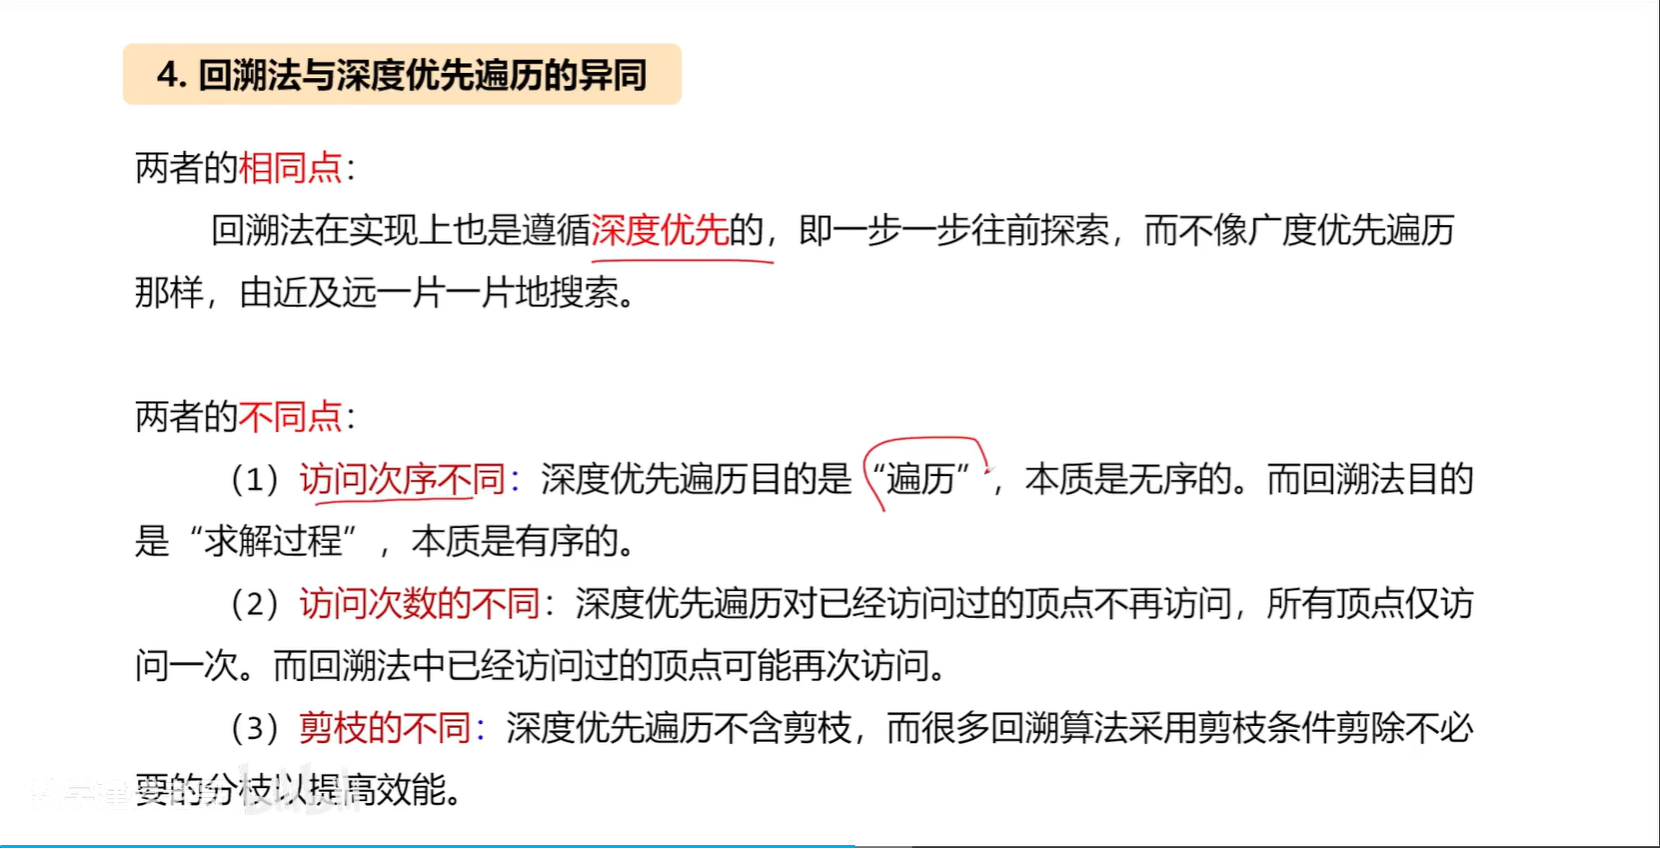 4. 回溯法与深度优先遍历的异同
两者的相同点：
回溯法在实现上也是遵循深度优先的，即一步一步往前探索，而不像广度优先遍历
那样，由近及远一片一片地搜索。
两者的不同点：
（1）访问次序不同：深度优先遍历目的是“遍历”，本质是无序的。而回溯法目的
是“求解过程”，本质是有序的。
（2）访问次数的不同：深度优先遍历对已经访问过的顶点不再访问，所有顶点仅访
问一次。而回溯法中已经访问过的顶点可能再次访问。
（3）剪枝的不同：深度优先遍历不含剪枝，而很多回溯算法采用剪枝条件剪除不必
要的分枝以提高效能。
bilibili